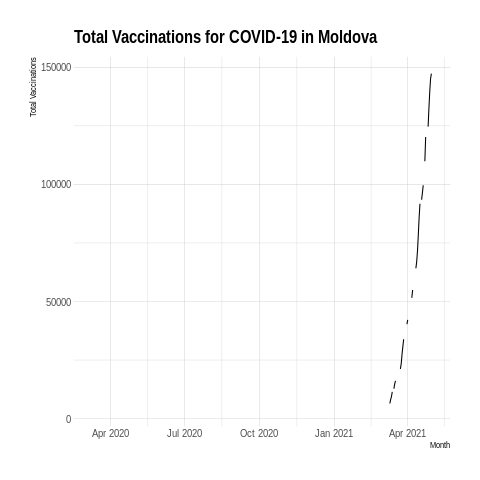 Total Vaccinations for COVID-19 in Moldova
Total Vaccinations
150000
100000
50000
0
Apr 2020 Jul 2020 Oct 2020 Jan 2021 Apr 2021
Month